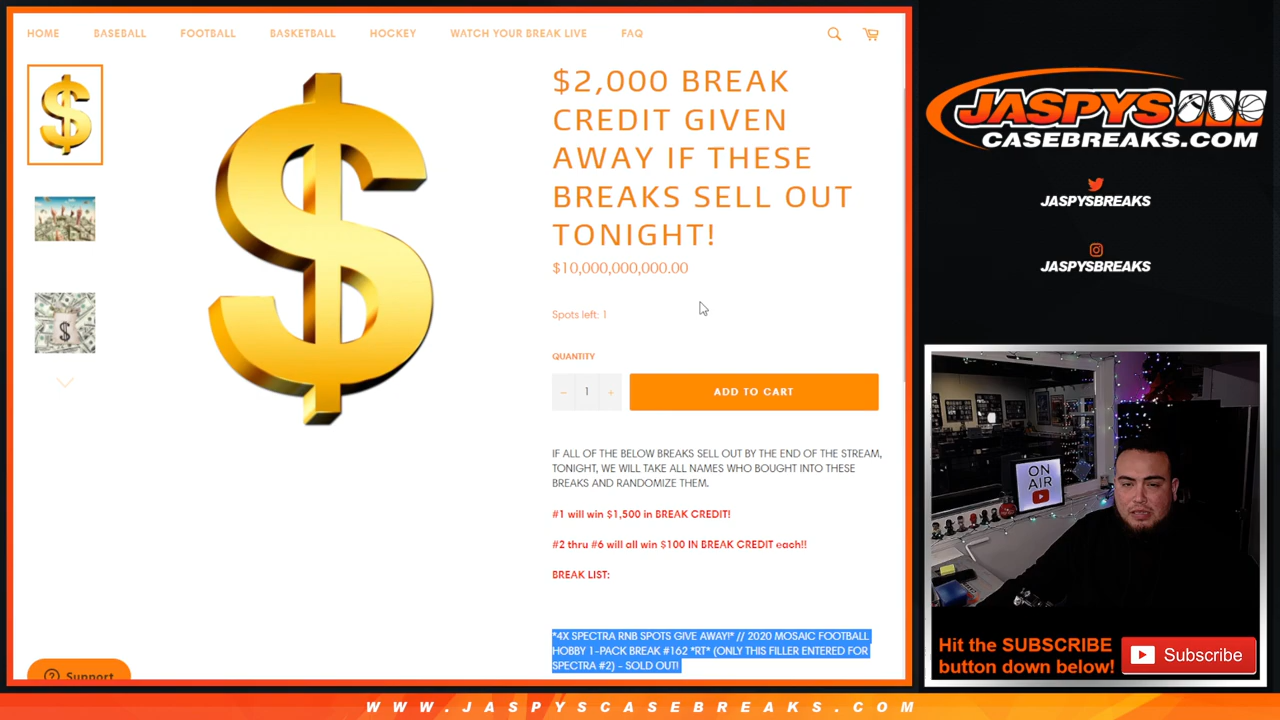 HOME BASEBALL FOOTBALL BASKETBALL HOCKEY WATCH YOUR BREAK LIVE FAQ
$2,000 BREAK
CREDIT GIVEN
AWAY IF THESE
BREAKS SELL OUT
TONIGHT!
$10,000,000,000.00
Spots left: 1
QUANTITY
− 1 +
ADD TO CART
IF ALL OF THE BELOW BREAKS SELL OUT BY THE END OF THE STREAM,
TONIGHT, WE WILL TAKE ALL NAMES WHO BOUGHT INTO THESE
BREAKS AND RANDOMIZE THEM.
#1 will win $1,500 in BREAK CREDIT!
#2 thru #6 will all win $100 IN BREAK CREDIT each!!
BREAK LIST:
*4X SPECTRA RNB SPOTS GIVE AWAY!* // 2020 MOSAIC FOOTBALL
HOBBY 1-PACK BREAK #162 *RT* (ONLY THIS FILLER ENTERED FOR
SPECTRA #2) - SOLD OUT!
Support
JASPYS
CASEBREAKS.COM
JASPYSBREAKS
JASPYSBREAKS
ON
AIR
Hit the SUBSCRIBE
button down below!
Subscribe
WWW.JASPYSCASEBREAKS.COM